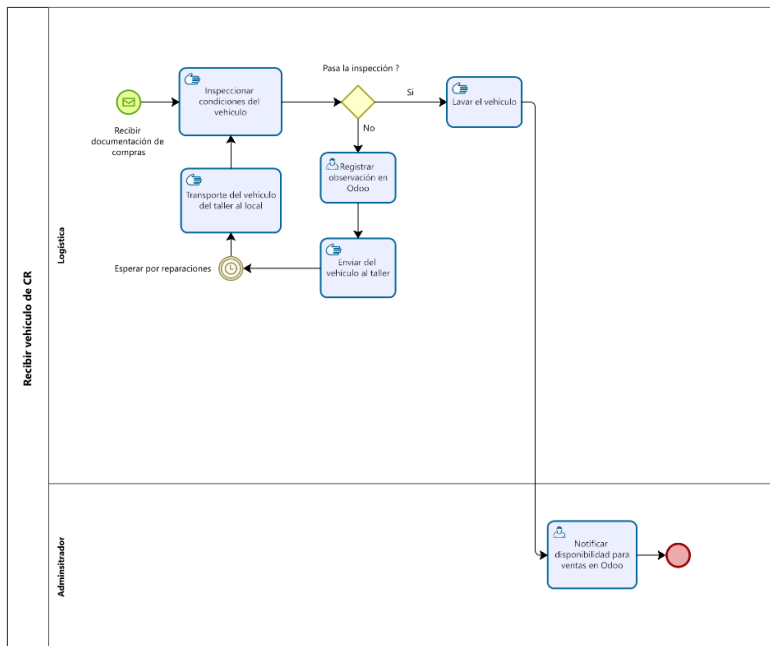 Recibir vehículo de CR
Logística
Recibir
documentación de
compras
Inspeccionar
condiciones del
vehículo
Pasa la inspección ?
Si
Lavar el vehículo
No
Registrar
observación en
Odoo
Transporte del vehículo
del taller al local
Esperar por reparaciones
Enviar del
vehículo al taller
Adminsitrador
Notificar
disponibilidad para
ventas en Odoo